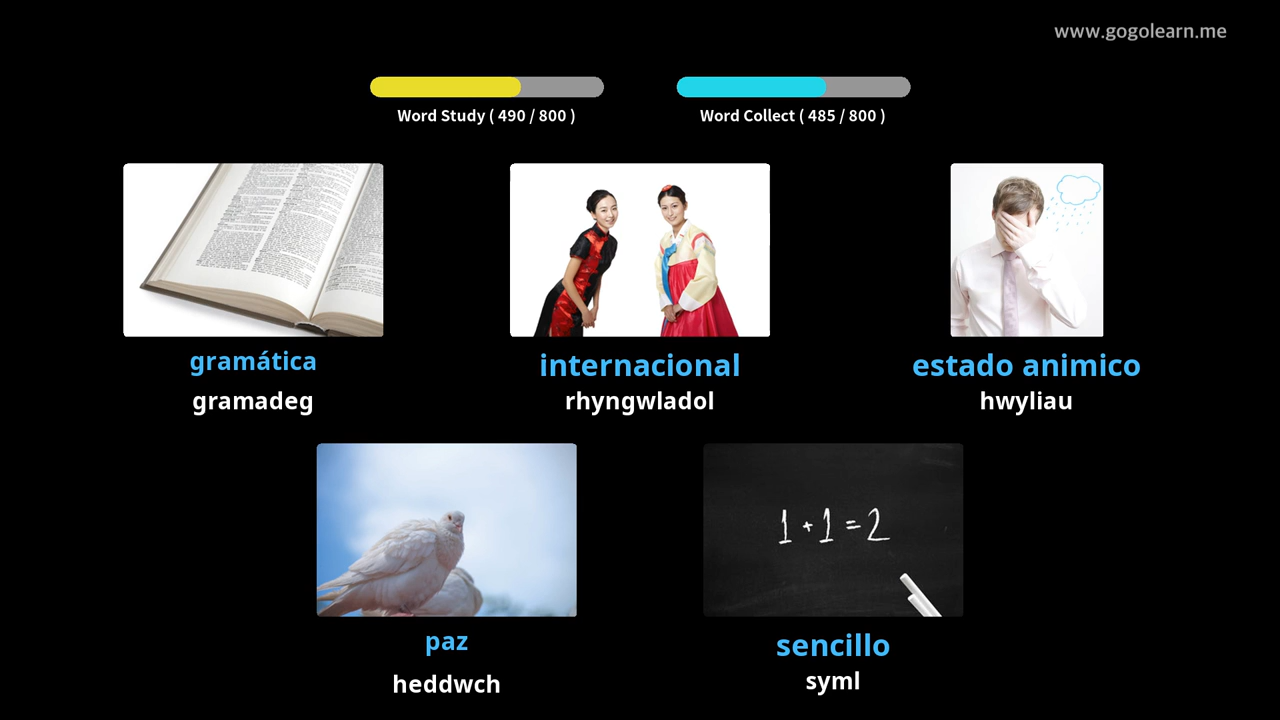 www.gogolearn.me
Word Study ( 490 / 800 )
Word Collect ( 485 / 800 )
gramática
gramadeg
internacional
rhyngwladol
estado animico
hwyliau
1 + 1 = 2
paz
heddwch
sencillo
syml